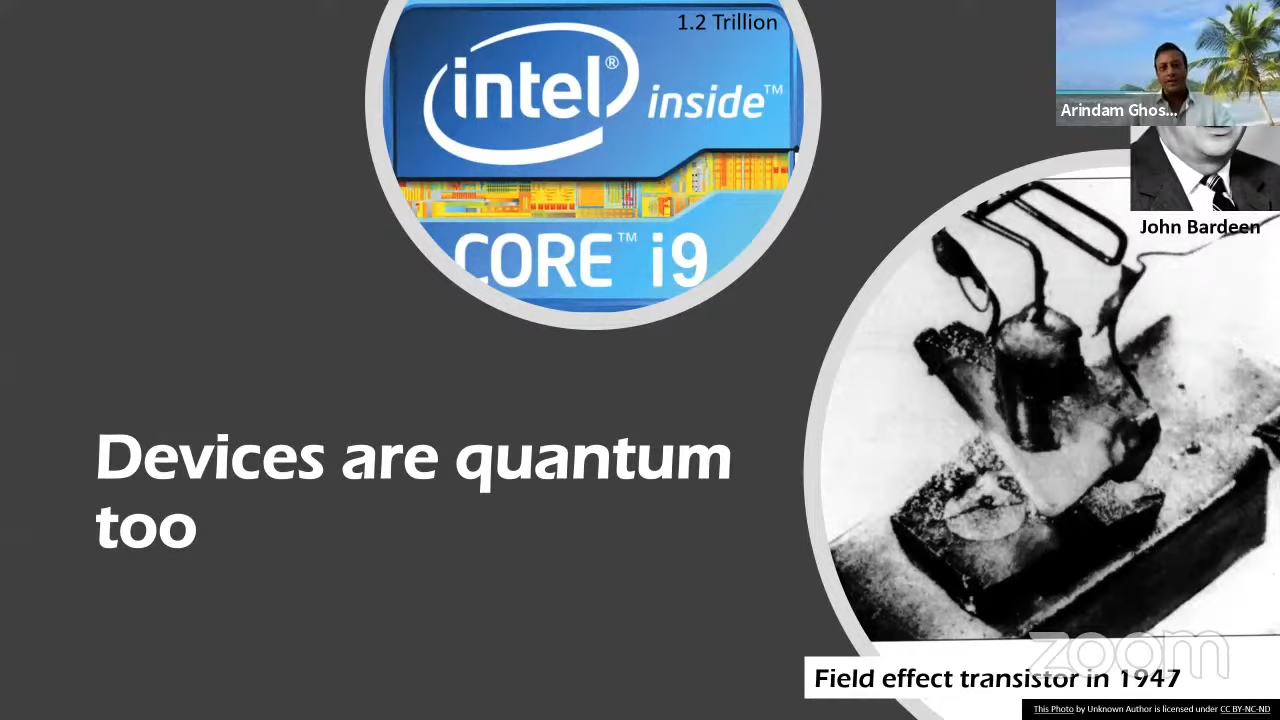 1.2 Trillion
intel® inside™
CORE™ i9
Arindam Ghos...
John Bardeen
Devices are quantum
too
zoom
Field effect transistor in 1947
This Photo by Unknown Author is licensed under CC BY-NC-ND